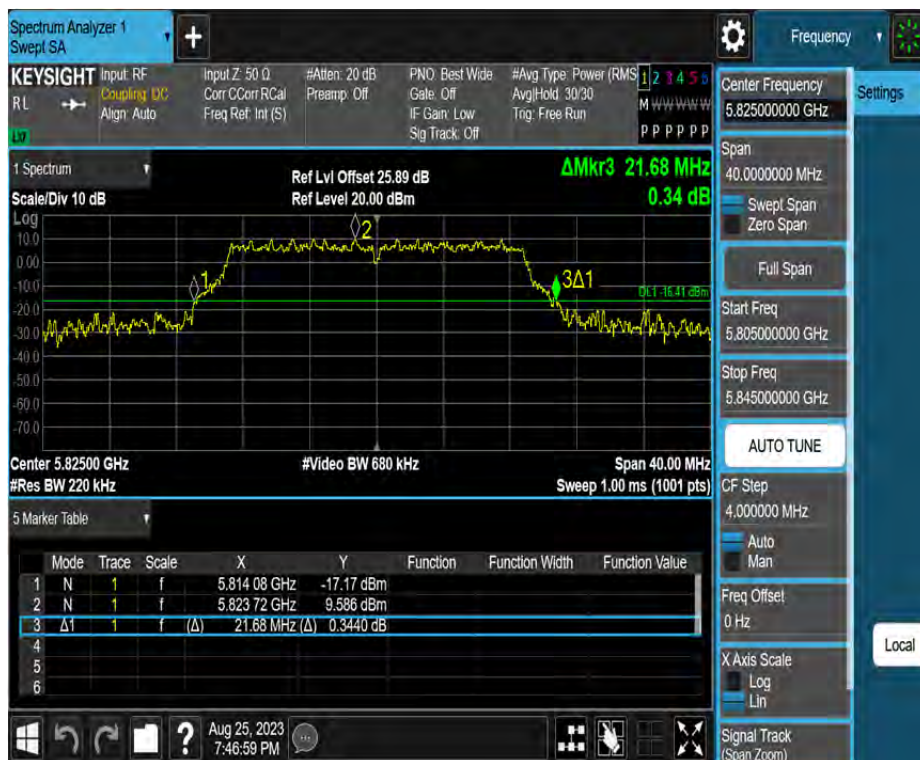 Spectrum Analyzer 1
Swept SA
+
Frequency
KEYSIGHT
RL
LXI
Input: RF
Coupling: DC
Align: Auto
Input Z: 50 Ω
Corr CCorr RCal
Freq Ref: Int (S)
#Atten: 20 dB
Preamp: Off
PNO: Best Wide
Gate: Off
IF Gain: Low
Sig Track: Off
#Avg Type: Power (RMS
Avg|Hold: 30/30
Trig: Free Run
1 2 3 4 5 6
M W W W W W
P P P P P P
Center Frequency
5.825000000 GHz
Settings
1 Spectrum
Scale/Div 10 dB
Ref Lvl Offset 25.89 dB
Ref Level 20.00 dBm
ΔMkr3 21.68 MHz
0.34 dB
Log
10.0
0.00
-10.0
-20.0
-30.0
-40.0
-50.0
-60.0
-70.0
1
2
3Δ1
DL1 -16.41 dBm
Center 5.82500 GHz
#Res BW 220 kHz
#Video BW 680 kHz
Span 40.00 MHz
Sweep 1.00 ms (1001 pts)
Span
40.0000000 MHz
Swept Span
Zero Span
Full Span
Start Freq
5.805000000 GHz
Stop Freq
5.845000000 GHz
AUTO TUNE
CF Step
4.000000 MHz
Auto
Man
Freq Offset
0 Hz
X Axis Scale
Log
Lin
Signal Track
(Span Zoom)
Local
5 Marker Table
Mode Trace Scale X Y Function Function Width Function Value
1 N 1 f 5.814 08 GHz -17.17 dBm
2 N 1 f 5.823 72 GHz 9.586 dBm
3 Δ1 1 f (Δ) 21.68 MHz (Δ) 0.3440 dB
4
5
6
?
Aug 25, 2023
7:46:59 PM